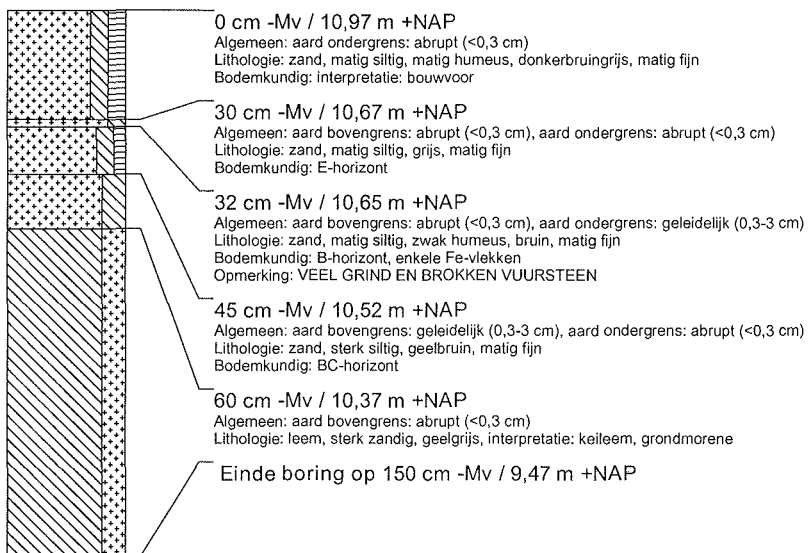 0 cm -Mv / 10,97 m +NAP
Algemeen: aard ondergrens: abrupt (<0,3 cm)
Lithologie: zand, matig siltig, matig humeus, donkerbruingrijs, matig fijn
Bodemkundig: interpretatie: bouwvoor
30 cm -Mv / 10,67 m +NAP
Algemeen: aard bovengrens: abrupt (<0,3 cm), aard ondergrens: abrupt (<0,3 cm)
Lithologie: zand, matig siltig, grijs, matig fijn
Bodemkundig: E-horizont
32 cm -Mv / 10,65 m +NAP
Algemeen: aard bovengrens: abrupt (<0,3 cm), aard ondergrens: geleidelijk (0,3-3 cm)
Lithologie: zand, matig siltig, zwak humeus, bruin, matig fijn
Bodemkundig: B-horizont, enkele Fe-vlekken
Opmerking: VEEL GRIND EN BROKKEN VUURSTEEN
45 cm -Mv / 10,52 m +NAP
Algemeen: aard bovengrens: geleidelijk (0,3-3 cm), aard ondergrens: abrupt (<0,3 cm)
Lithologie: zand, sterk siltig, geelbruin, matig fijn
Bodemkundig: BC-horizont
60 cm -Mv / 10,37 m +NAP
Algemeen: aard bovengrens: abrupt (<0,3 cm)
Lithologie: leem, sterk zandig, geelgrijs, interpretatie: keileem, grondmorene
Einde boring op 150 cm -Mv / 9,47 m +NAP